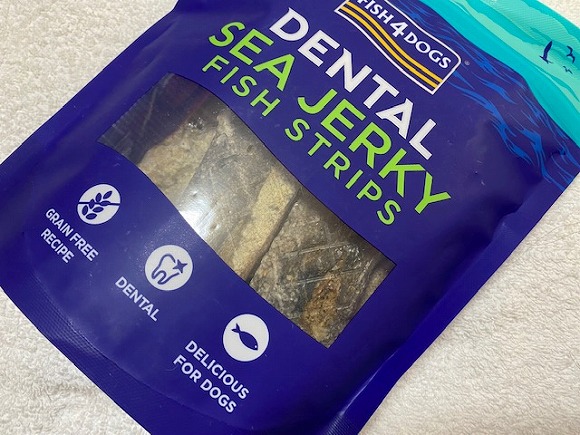 FISH4DOGS
DENTAL
SEA JERKY
FISH STRIPS
GRAIN FREE
RECIPE
DENTAL
DELICIOUS
FOR DOGS